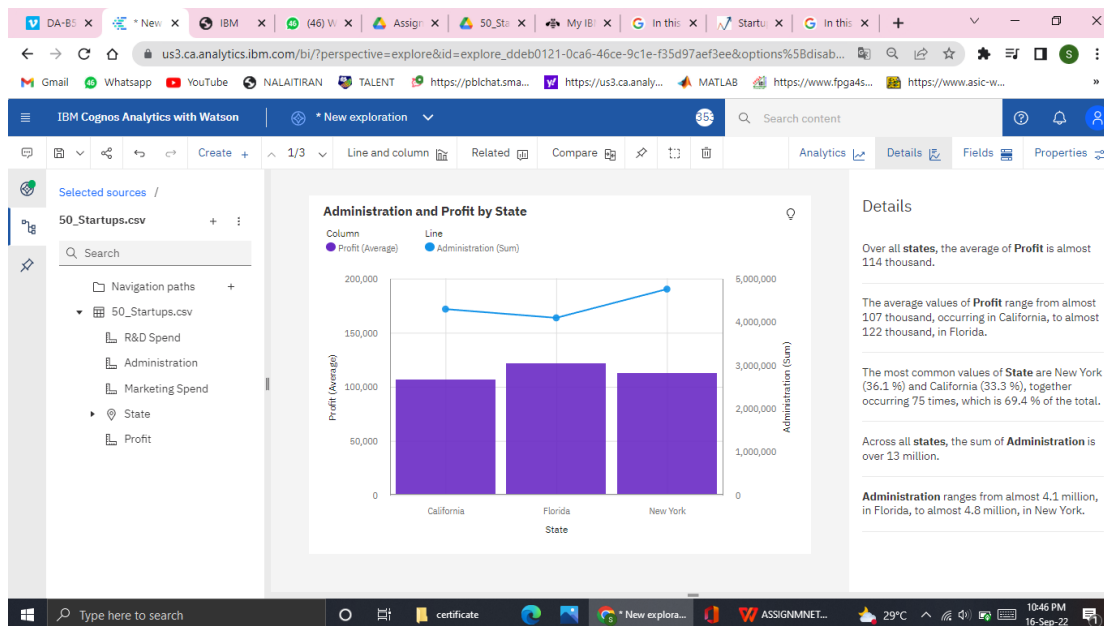 DA-B5
* New
IBM
(46) W
Assign
50_Sta
My IB
In this
Startu
In this
us3.ca.analytics.ibm.com/bi/?perspective=explore&id=explore_ddeb0121-0ca6-46ce-9c1e-f35d97aef3ee&options%5Bdisab...
S
Gmail
Whatsapp
YouTube
NALAITIRAN
TALENT
https://pblchat.sma...
https://us3.ca.analy...
MATLAB
https://www.fpga4s...
https://www.asic-w...
»
IBM Cognos Analytics with Watson
* New exploration
353
Search content
Create +
1/3
Line and column
Related
Compare
Analytics
Details
Fields
Properties
Selected sources /
50_Startups.csv
Search
Navigation paths
50_Startups.csv
R&D Spend
Administration
Marketing Spend
State
Profit
Administration and Profit by State
Column
Line
Profit (Average)
Administration (Sum)
200,000
150,000
100,000
50,000
0
Profit (Average)
5,000,000
4,000,000
3,000,000
2,000,000
1,000,000
0
Administration (Sum)
California
Florida
New York
State
Details
Over all states, the average of Profit is almost
114 thousand.
The average values of Profit range from almost
107 thousand, occurring in California, to almost
122 thousand, in Florida.
The most common values of State are New York
(36.1 %) and California (33.3 %), together
occurring 75 times, which is 69.4 % of the total.
Across all states, the sum of Administration is
over 13 million.
Administration ranges from almost 4.1 million,
in Florida, to almost 4.8 million, in New York.
Type here to search
certificate
* New explora...
ASSIGNMNET...
29°C
10:46 PM
16-Sep-22